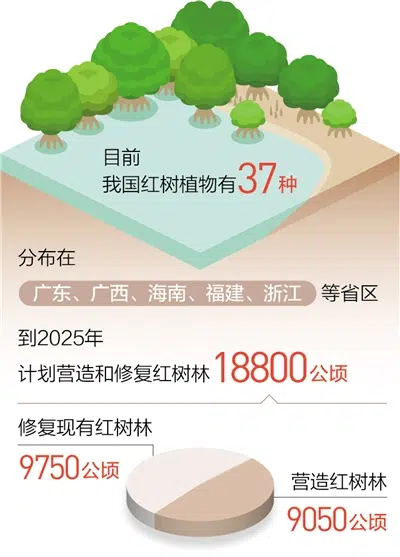 目前
我国红树植物有37种
分布在
广东、广西、海南、福建、浙江 等省区
到2025年
计划营造和修复红树林18800公顷
修复现有红树林
9750公顷
营造红树林
9050公顷